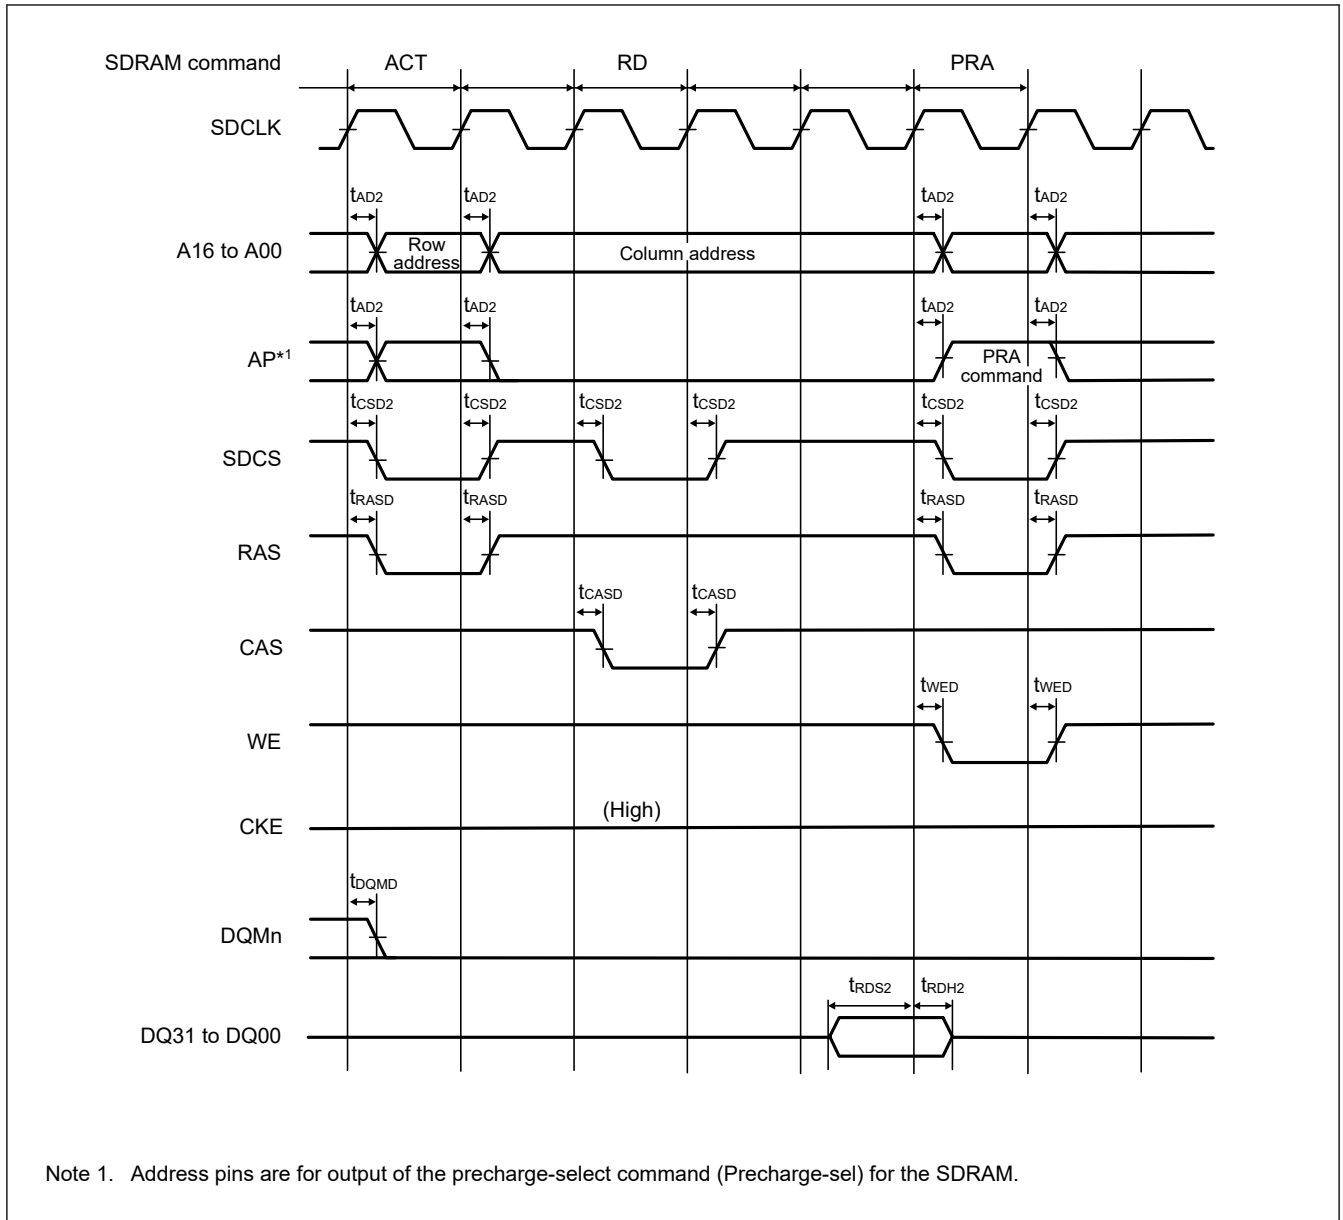 SDRAM command ACT RD PRA
SDCLK
tAD2 tAD2 tAD2 tAD2
A16 to A00 Row address Column address
tAD2 tAD2 tAD2 tAD2
AP*1 PRA command
tCSD2 tCSD2 tCSD2 tCSD2 tCSD2 tCSD2
SDCS
tRASD tRASD tRASD tRASD
RAS
tCASD tCASD
CAS
tWED tWED
WE
(High)
CKE
tDQMD
DQMn
tRDS2 tRDH2
DQ31 to DQ00
Note 1. Address pins are for output of the precharge-select command (Precharge-sel) for the SDRAM.